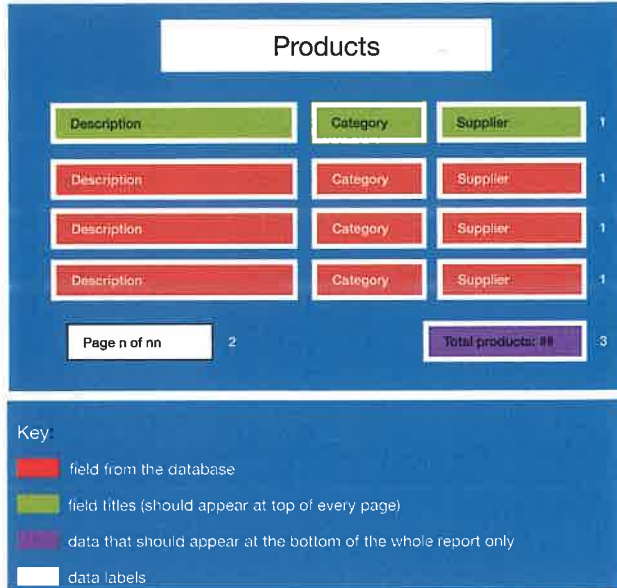 Products
Description Category Supplier 1
Description Category Supplier 1
Description Category Supplier 1
Description Category Supplier 1
Page n of nn 2 Total products: ## 3
Key:
field from the database
field titles (should appear at top of every page)
data that should appear at the bottom of the whole report only
data labels